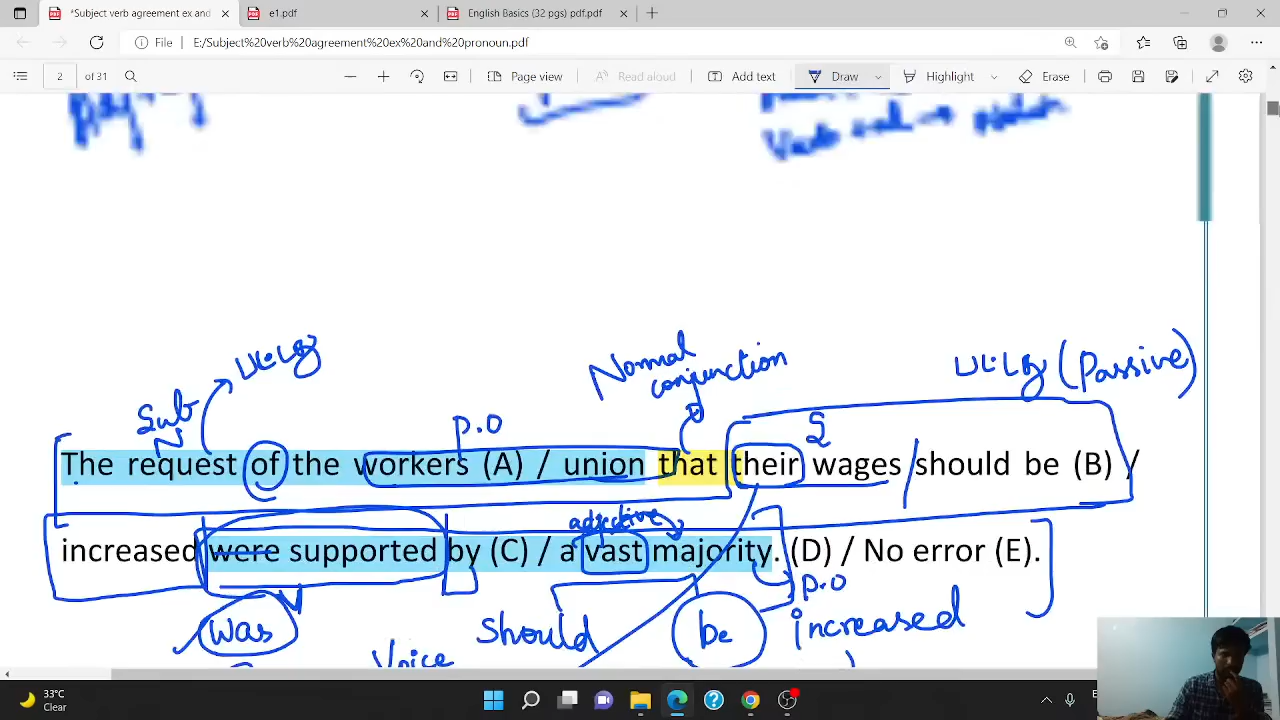 *Subject verb agreement ex and
e1.pdf
English Basics (32 pgs) pdf.pdf
File
E:/Subject%20verb%20agreement%20ex%20and%20pronoun.pdf
2 of 31
Page view
Read aloud
Add text
Draw
Highlight
Erase
Verb
Normal
conjunction
(Passive)
Sub
N
P.O
S
The request of the workers (A) / union that their wages should be (B) /
adjective
increased were supported by (C) / a vast majority. (D) / No error (E).
V
P.O
was
should be increased
Voice
33°C
Clear
E